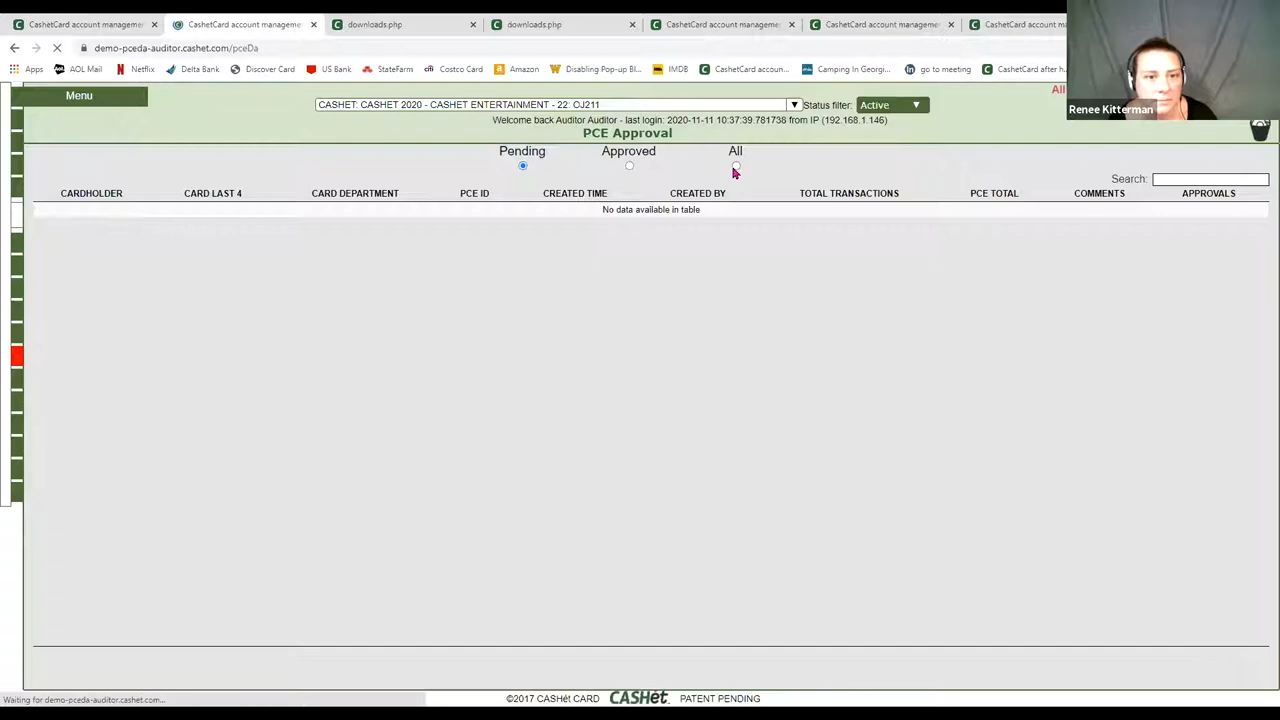 CashetCard account manageme
CashetCard account manageme
downloads.php
downloads.php
CashetCard account manageme
CashetCard account manageme
CashetCard account m
demo-pceda-auditor.cashet.com/pceDa
Apps
AOL Mail
Netflix
Delta Bank
Discover Card
US Bank
StateFarm
Costco Card
Amazon
Disabling Pop-up Bl...
IMDB
CashetCard accoun...
Camping In Georgi...
go to meeting
CashetCard after h...
All
Renee Kitterman
Menu
CASHET: CASHET 2020 - CASHET ENTERTAINMENT - 22: OJ211
Status filter: Active
Welcome back Auditor Auditor - last login: 2020-11-11 10:37:39.781738 from IP (192.168.1.146)
PCE Approval
Pending Approved All
Search:
CARDHOLDER CARD LAST 4 CARD DEPARTMENT PCE ID CREATED TIME CREATED BY TOTAL TRANSACTIONS PCE TOTAL COMMENTS APPROVALS
No data available in table
Waiting for demo-pceda-auditor.cashet.com...
©2017 CASHét CARD CASHét. PATENT PENDING